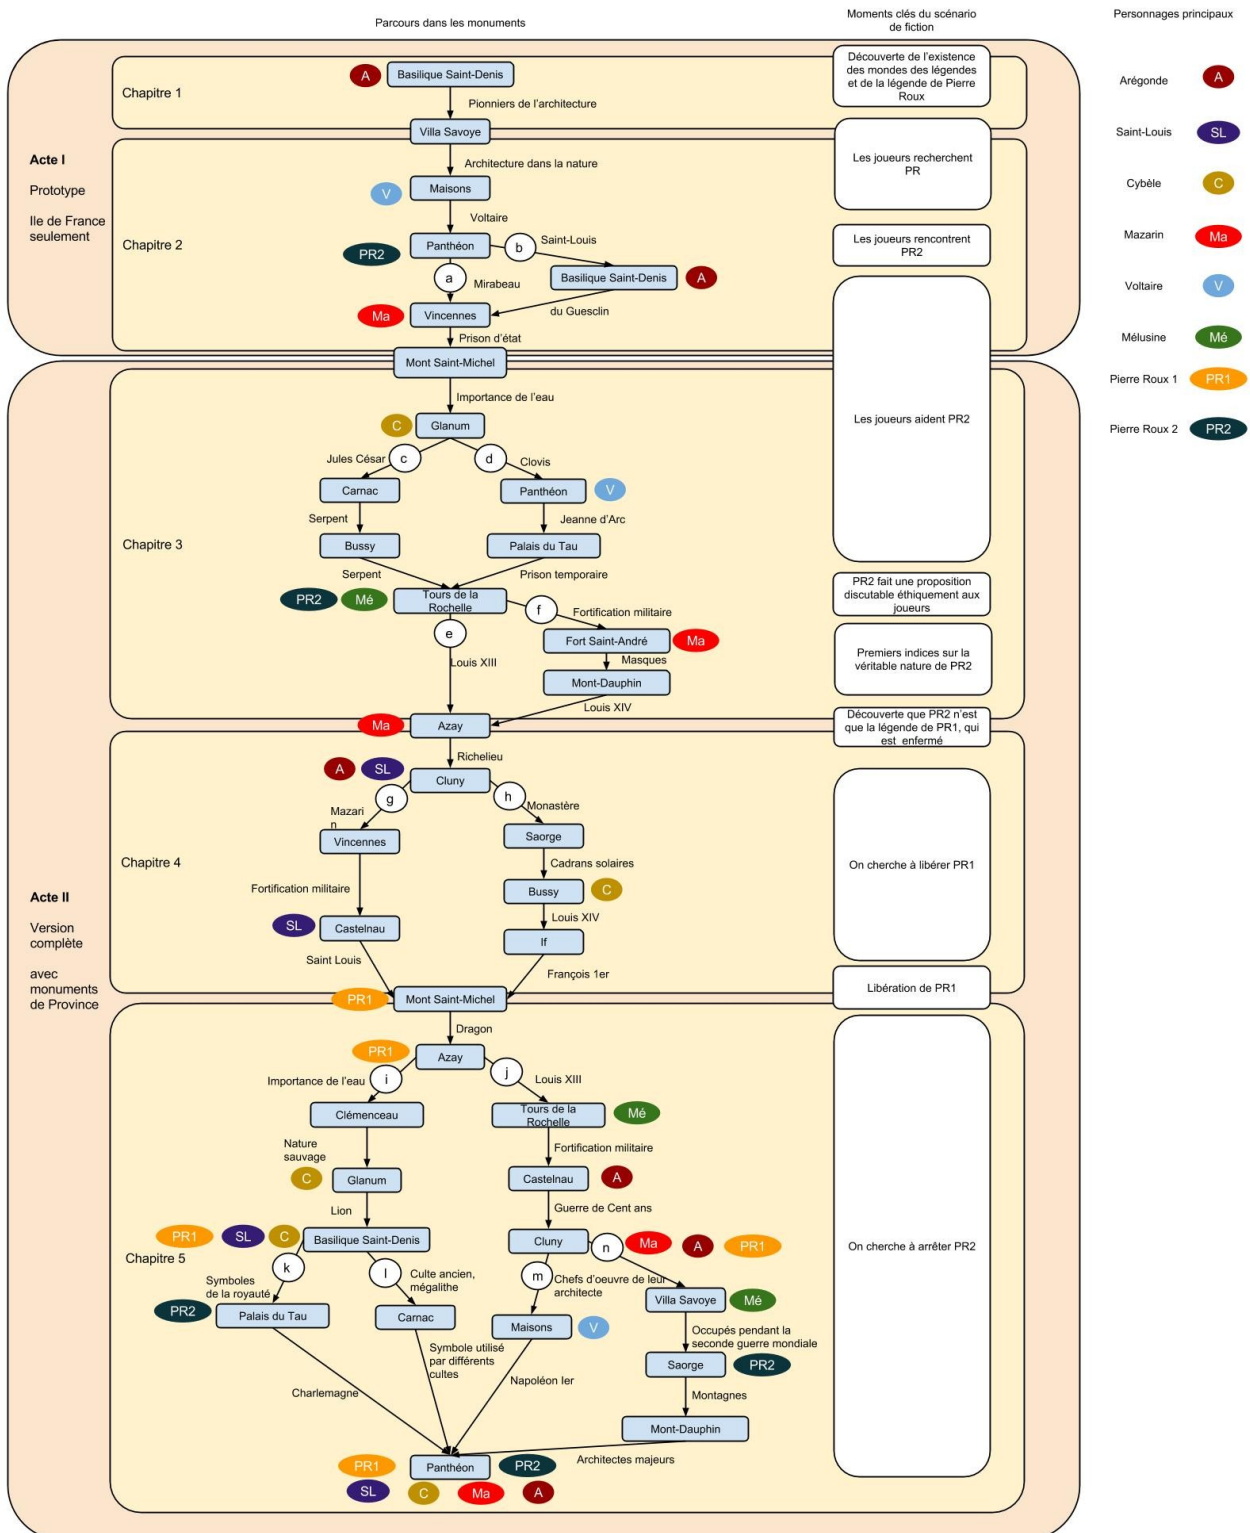 Parcours dans les monuments
Moments clés du scénario
de fiction
Personnages principaux
Acte I
Prototype
Ile de France
seulement
Chapitre 1
A
Basilique Saint-Denis
Pionniers de l'architecture
Villa Savoye
Découverte de l'existence
des mondes des légendes
et de la légende de Pierre
Roux
Chapitre 2
Architecture dans la nature
V
Maisons
Voltaire
PR2
Panthéon
b
Saint-Louis
a
Mirabeau
Basilique Saint-Denis
A
du Guesclin
Ma
Vincennes
Prison d'état
Mont Saint-Michel
Les joueurs recherchent
PR
Les joueurs rencontrent
PR2
Les joueurs aident PR2
Acte II
Version
complète
avec
monuments
de Province
Chapitre 3
Importance de l'eau
C
Glanum
Jules César
c
d
Clovis
Carnac
Panthéon
V
Serpent
Jeanne d'Arc
Bussy
Palais du Tau
Serpent
Prison temporaire
PR2
Mé
Tours de la
Rochelle
f
Fortification militaire
e
Fort Saint-André
Ma
Louis XIII
Masques
Mont-Dauphin
Louis XIV
Ma
Azay
PR2 fait une proposition
discutable éthiquement aux
joueurs
Premiers indices sur la
véritable nature de PR2
Découverte que PR2 n'est
que la légende de PR1, qui
est enfermé
Chapitre 4
Richelieu
A
SL
Cluny
g
h
Mazari
n
Monastère
Vincennes
Saorge
Cadrans solaires
Fortification militaire
Bussy
C
Louis XIV
SL
Castelnau
If
Saint Louis
François 1er
PR1
Mont Saint-Michel
On cherche à libérer PR1
Libération de PR1
Chapitre 5
Dragon
PR1
Azay
i
j
Importance de l'eau
Louis XIII
Clémenceau
Tours de la
Rochelle
Mé
Nature
sauvage
Fortification militaire
C
Glanum
Castelnau
A
Lion
Guerre de Cent ans
PR1
SL
C
Basilique Saint-Denis
Cluny
n
Ma
A
PR1
k
l
m
Symboles
de la royauté
Culte ancien,
mégalithe
Chefs d'oeuvre de leur
architecte
Villa Savoye
Mé
PR2
Palais du Tau
Carnac
Maisons
V
Occupés pendant la
seconde guerre mondiale
Symbole utilisé
par différents
cultes
Saorge
PR2
Charlemagne
Napoléon Ier
Montagnes
Mont-Dauphin
Architectes majeurs
PR1
Panthéon
PR2
SL
C
Ma
A
On cherche à arrêter PR2
Arégonde
A
Saint-Louis
SL
Cybèle
C
Mazarin
Ma
Voltaire
V
Mélusine
Mé
Pierre Roux 1
PR1
Pierre Roux 2
PR2